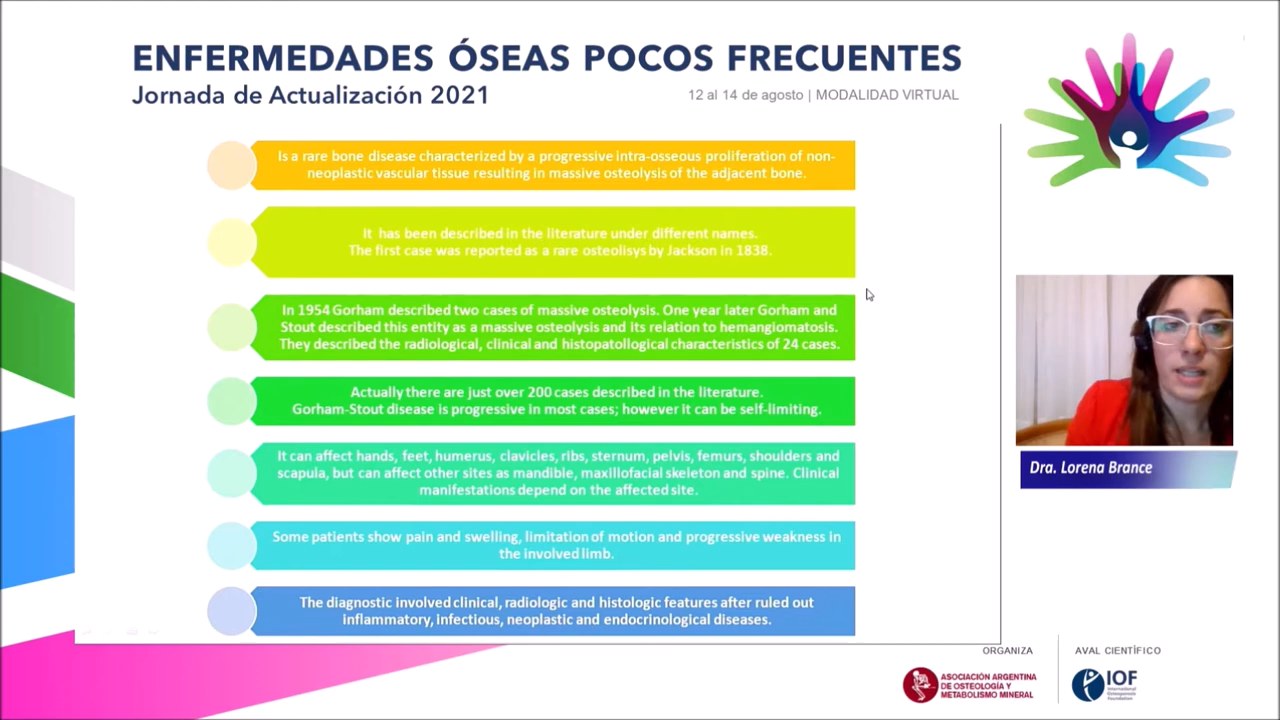 ENFERMEDADES ÓSEAS POCOS FRECUENTES
Jornada de Actualización 2021
12 al 14 de agosto | MODALIDAD VIRTUAL
Is a rare bone disease characterized by a progressive intra-osseous proliferation of non-
neoplastic vascular tissue resulting in massive osteolysis of the adjacent bone.
It has been described in the literature under different names.
The first case was reported as a rare osteolisys by Jackson in 1838.
In 1954 Gorham described two cases of massive osteolysis. One year later Gorham and
Stout described this entity as a massive osteolysis and its relation to hemangiomatosis.
They described the radiological, clinical and histopatollogical characteristics of 24 cases.
Actually there are just over 200 cases described in the literature.
Gorham-Stout disease is progressive in most cases; however it can be self-limiting.
It can affect hands, feet, humerus, clavicles, ribs, sternum, pelvis, femurs, shoulders and
scapula, but can affect other sites as mandible, maxillofacial skeleton and spine. Clinical
manifestations depend on the affected site.
Some patients show pain and swelling, limitation of motion and progressive weakness in
the involved limb.
The diagnostic involved clinical, radiologic and histologic features after ruled out
inflammatory, infectious, neoplastic and endocrinological diseases.
Dra. Lorena Brance
ORGANIZA
ASOCIACIÓN ARGENTINA
DE OSTEOLOGÍA Y
METABOLISMO MINERAL
AVAL CIENTÍFICO
IOF
International
Osteoporosis
Foundation